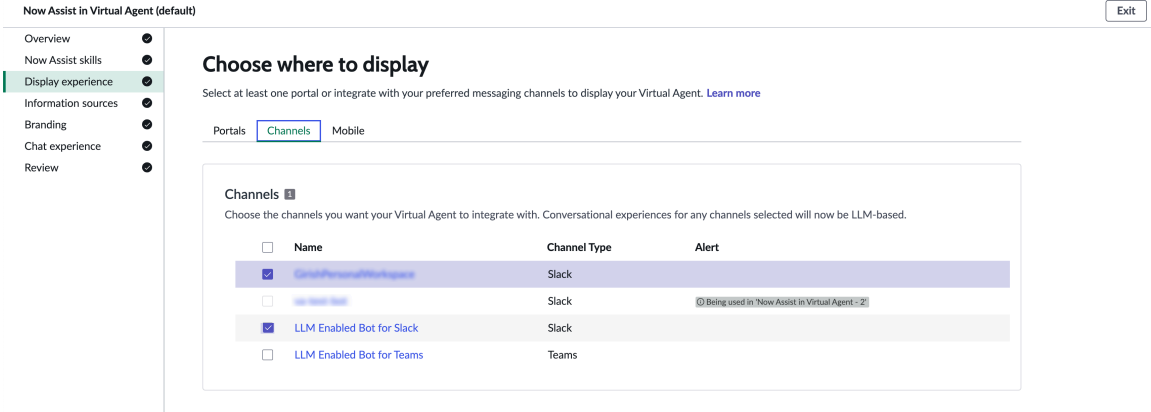 Now Assist in Virtual Agent (default)
Exit
Overview
Now Assist skills
Display experience
Information sources
Branding
Chat experience
Review
Choose where to display
Select at least one portal or integrate with your preferred messaging channels to display your Virtual Agent. Learn more
Portals Channels Mobile
Channels 1
Choose the channels you want your Virtual Agent to integrate with. Conversational experiences for any channels selected will now be LLM-based.
Name Channel Type Alert
Slack
Slack Being used in 'Now Assist in Virtual Agent - 2'
LLM Enabled Bot for Slack Slack
LLM Enabled Bot for Teams Teams